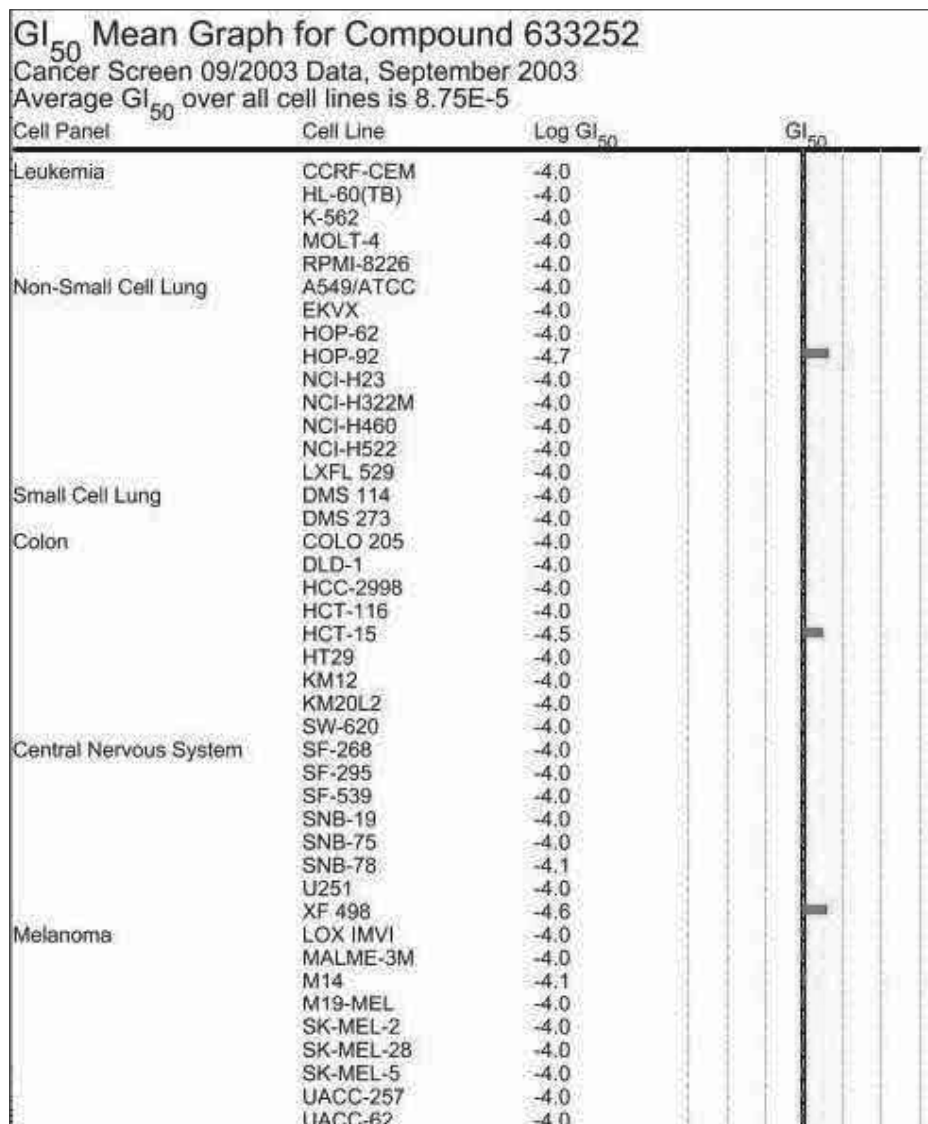 GI50 Mean Graph for Compound 633252
Cancer Screen 09/2003 Data, September 2003
Average GI50 over all cell lines is 8.75E-5
Cell Panel Cell Line Log GI50 GI50
Leukemia CCRF-CEM -4.0
HL-60(TB) -4.0
K-562 -4.0
MOLT-4 -4.0
RPMI-8226 -4.0
Non-Small Cell Lung A549/ATCC -4.0
EKVX -4.0
HOP-62 -4.0
HOP-92 -4.7
NCI-H23 -4.0
NCI-H322M -4.0
NCI-H460 -4.0
NCI-H522 -4.0
LXFL 529 -4.0
Small Cell Lung DMS 114 -4.0
DMS 273 -4.0
Colon COLO 205 -4.0
DLD-1 -4.0
HCC-2998 -4.0
HCT-116 -4.0
HCT-15 -4.5
HT29 -4.0
KM12 -4.0
KM20L2 -4.0
SW-620 -4.0
Central Nervous System SF-268 -4.0
SF-295 -4.0
SF-539 -4.0
SNB-19 -4.0
SNB-75 -4.0
SNB-78 -4.1
U251 -4.0
XF 498 -4.6
Melanoma LOX IMVI -4.0
MALME-3M -4.0
M14 -4.1
M19-MEL -4.0
SK-MEL-2 -4.0
SK-MEL-28 -4.0
SK-MEL-5 -4.0
UACC-257 -4.0
UACC-62 -4.0